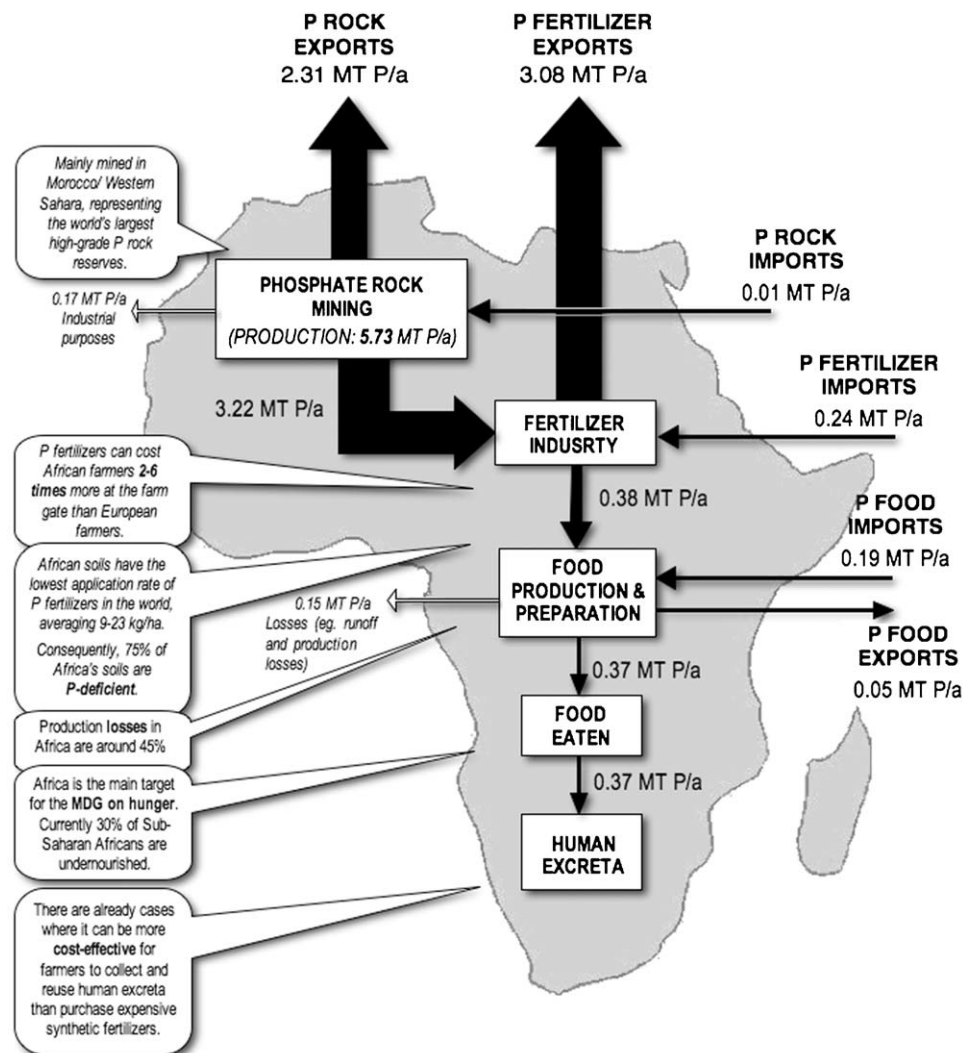 P ROCK
EXPORTS
2.31 MT P/a
P FERTILIZER
EXPORTS
3.08 MT P/a
Mainly mined in
Morocco/ Western
Sahara, representing
the world's largest
high-grade P rock
reserves.
P ROCK
IMPORTS
0.01 MT P/a
PHOSPHATE ROCK
MINING
(PRODUCTION: 5.73 MT P/a)
0.17 MT P/a
Industrial
purposes
P FERTILIZER
IMPORTS
0.24 MT P/a
3.22 MT P/a
FERTILIZER
INDUSRTY
P fertilizers can cost
African farmers 2-6
times more at the farm
gate than European
farmers.
0.38 MT P/a
P FOOD
IMPORTS
0.19 MT P/a
African soils have the
lowest application rate of
P fertilizers in the world,
averaging 9-23 kg/ha.
Consequently, 75% of
Africa's soils are
P-deficient.
0.15 MT P/a
Losses (eg. runoff
and production
losses)
FOOD
PRODUCTION &
PREPARATION
P FOOD
EXPORTS
0.05 MT P/a
0.37 MT P/a
Production losses in
Africa are around 45%
FOOD
EATEN
Africa is the main target
for the MDG on hunger.
Currently 30% of Sub-
Saharan Africans are
undernourished.
0.37 MT P/a
HUMAN
EXCRETA
There are already cases
where it can be more
cost-effective for
farmers to collect and
reuse human excreta
than purchase expensive
synthetic fertilizers.